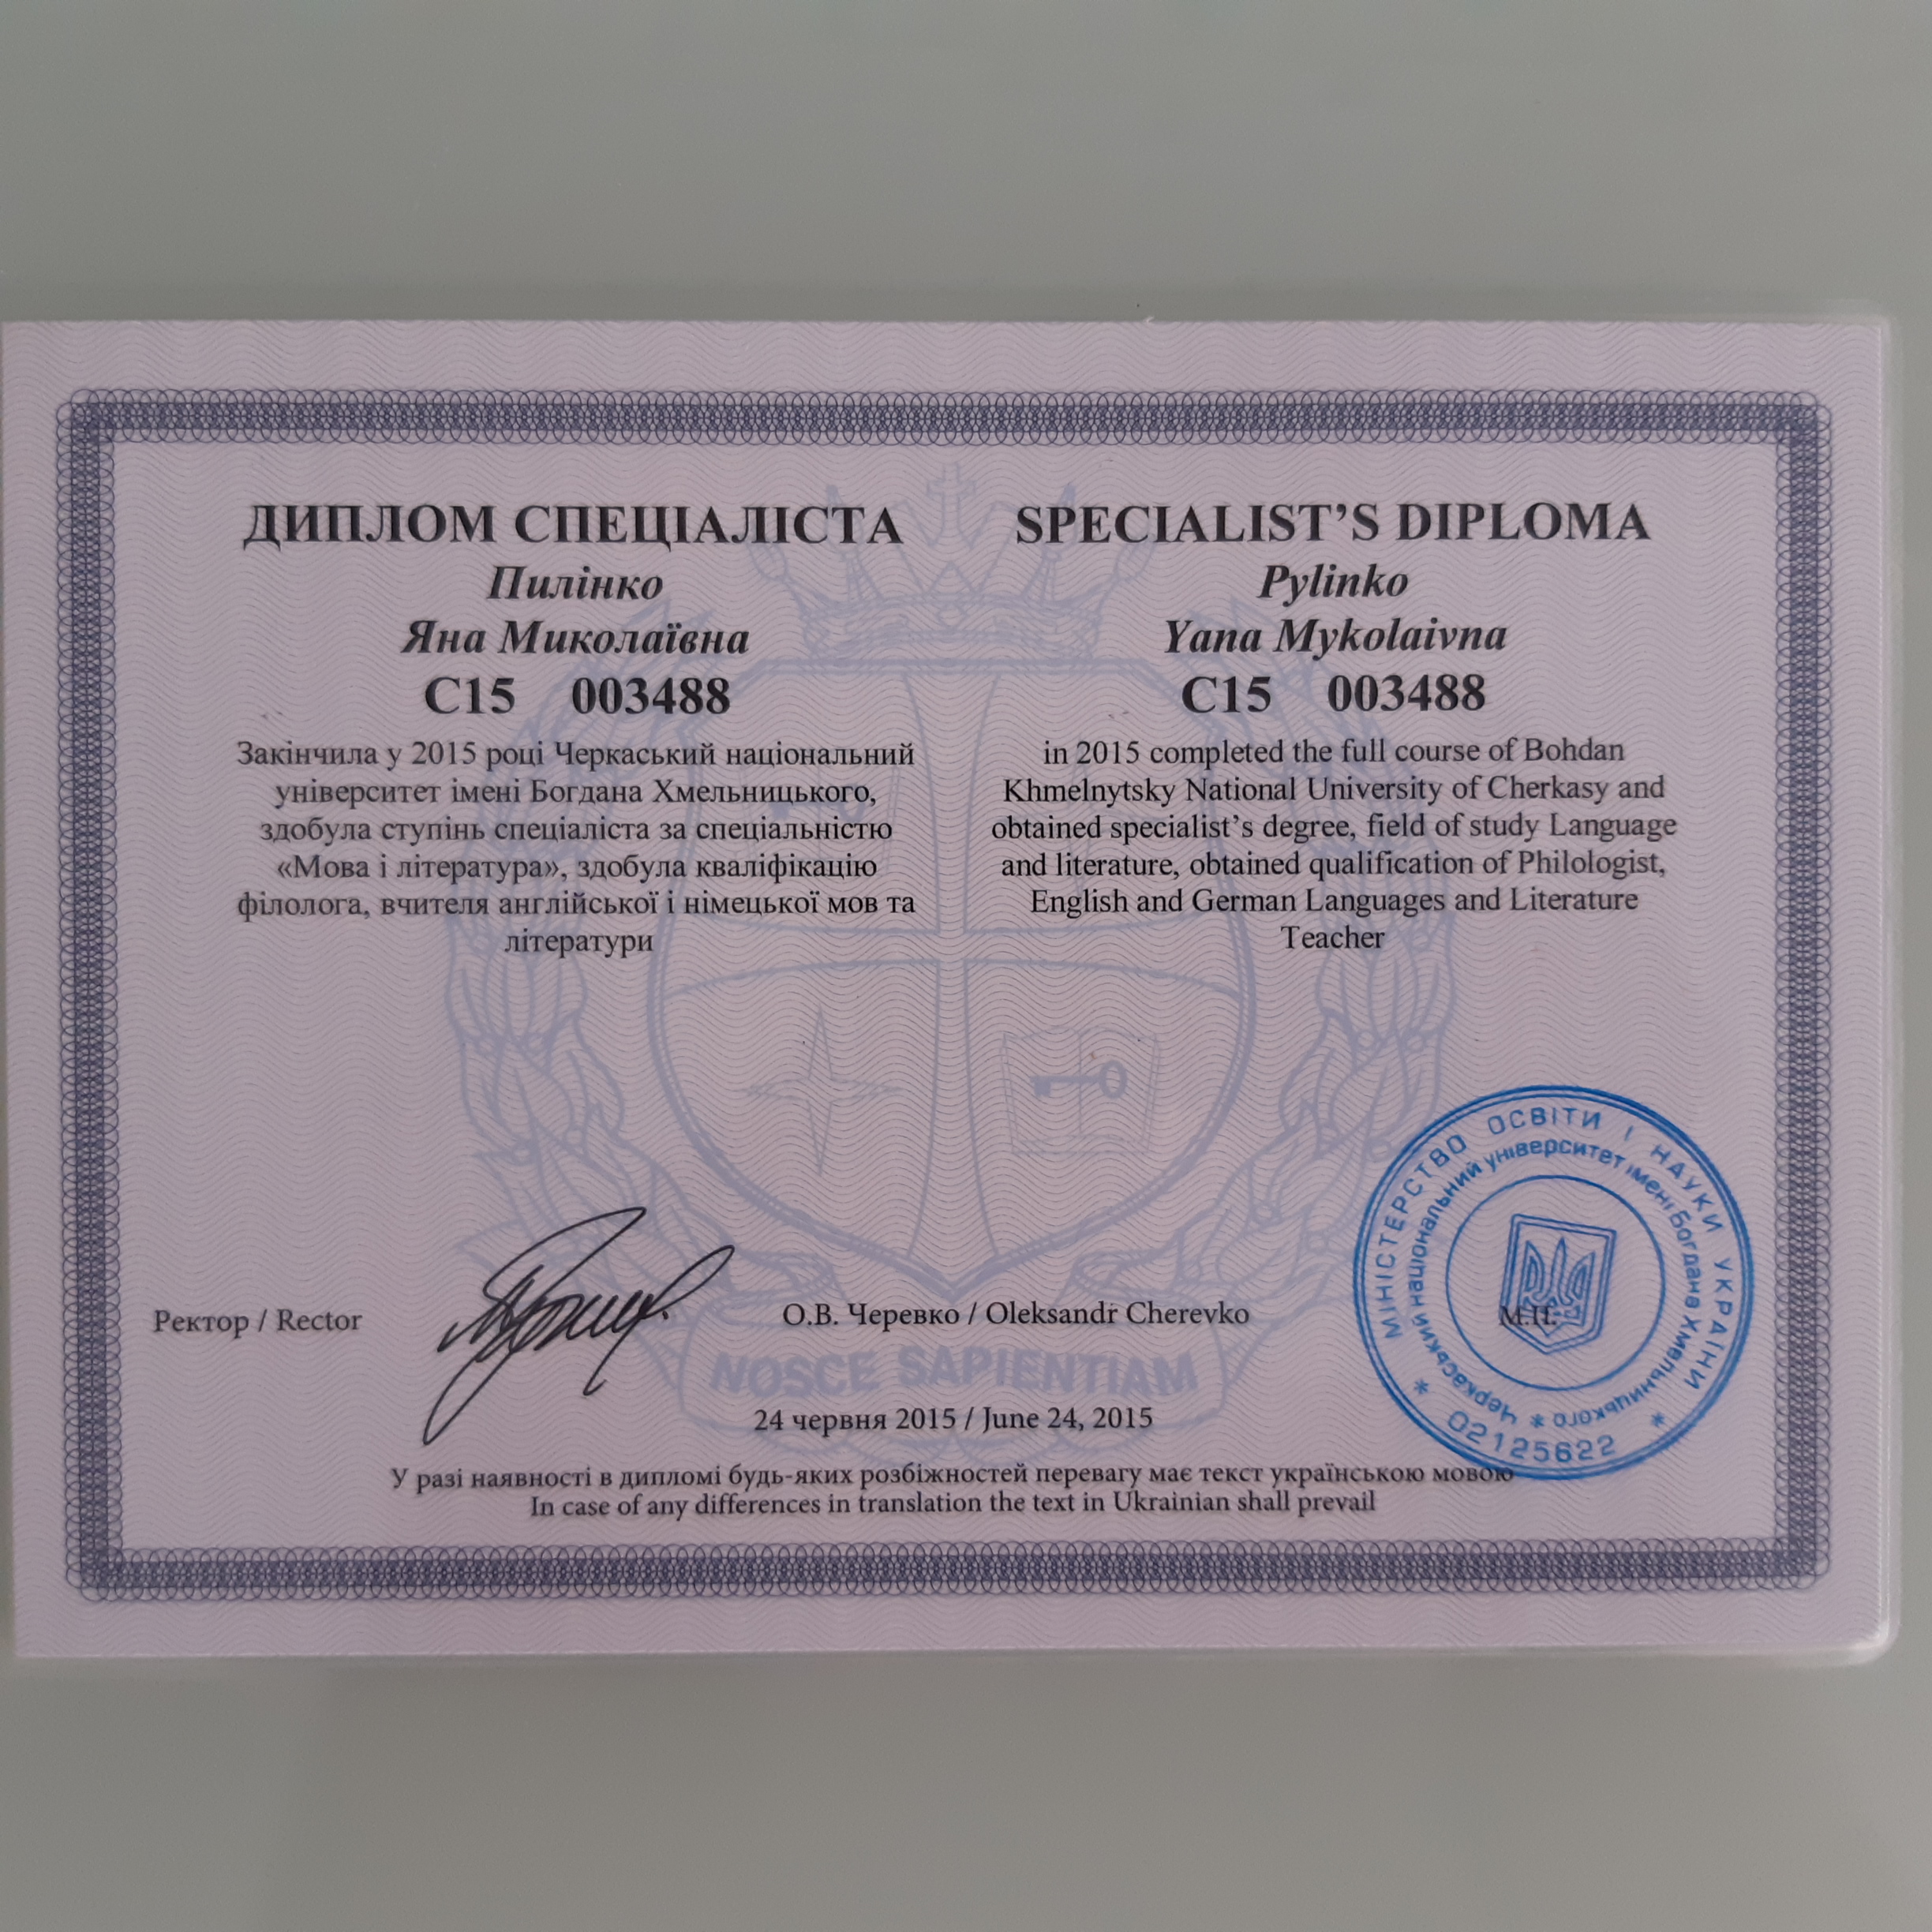 ДИПЛОМ СПЕЦІАЛІСТА
Пилінко
Яна Миколаївна
С15 003488
Закінчила у 2015 році Черкаський національний
університет імені Богдана Хмельницького,
здобула ступінь спеціаліста за спеціальністю
«Мова і література», здобула кваліфікацію
філолога, вчителя англійської і німецької мов та
літератури
SPECIALIST’S DIPLOMA
Pylinko
Yana Mykolaivna
C15 003488
in 2015 completed the full course of Bohdan
Khmelnytsky National University of Cherkasy and
obtained specialist’s degree, field of study Language
and literature, obtained qualification of Philologist,
English and German Languages and Literature
Teacher
Ректор / Rector
О.В. Черевко / Oleksandr Cherevko
NOSCE SAPIENTIAM
24 червня 2015 / June 24, 2015
МІНІСТЕРСТВО ОСВІТИ І НАУКИ УКРАЇНИ
* 02125622 *
Черкаський національний університет імені Богдана Хмельницького *
М.П.
У разі наявності в дипломі будь-яких розбіжностей перевагу має текст українською мовою
In case of any differences in translation the text in Ukrainian shall prevail